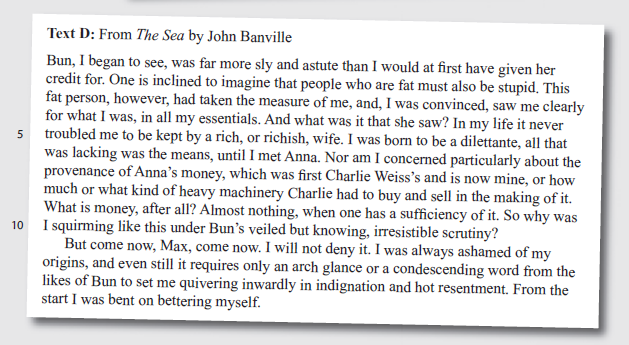 Text D: From The Sea by John Banville
Bun, I began to see, was far more sly and astute than I would at first have given her
credit for. One is inclined to imagine that people who are fat must also be stupid. This
fat person, however, had taken the measure of me, and, I was convinced, saw me clearly
for what I was, in all my essentials. And what was it that she saw? In my life it never
5 troubled me to be kept by a rich, or richish, wife. I was born to be a dilettante, all that
was lacking was the means, until I met Anna. Nor am I concerned particularly about the
provenance of Anna's money, which was first Charlie Weiss's and is now mine, or how
much or what kind of heavy machinery Charlie had to buy and sell in the making of it.
What is money, after all? Almost nothing, when one has a sufficiency of it. So why was
10 I squirming like this under Bun's veiled but knowing, irresistible scrutiny?
But come now, Max, come now. I will not deny it. I was always ashamed of my
origins, and even still it requires only an arch glance or a condescending word from the
likes of Bun to set me quivering inwardly in indignation and hot resentment. From the
start I was bent on bettering myself.